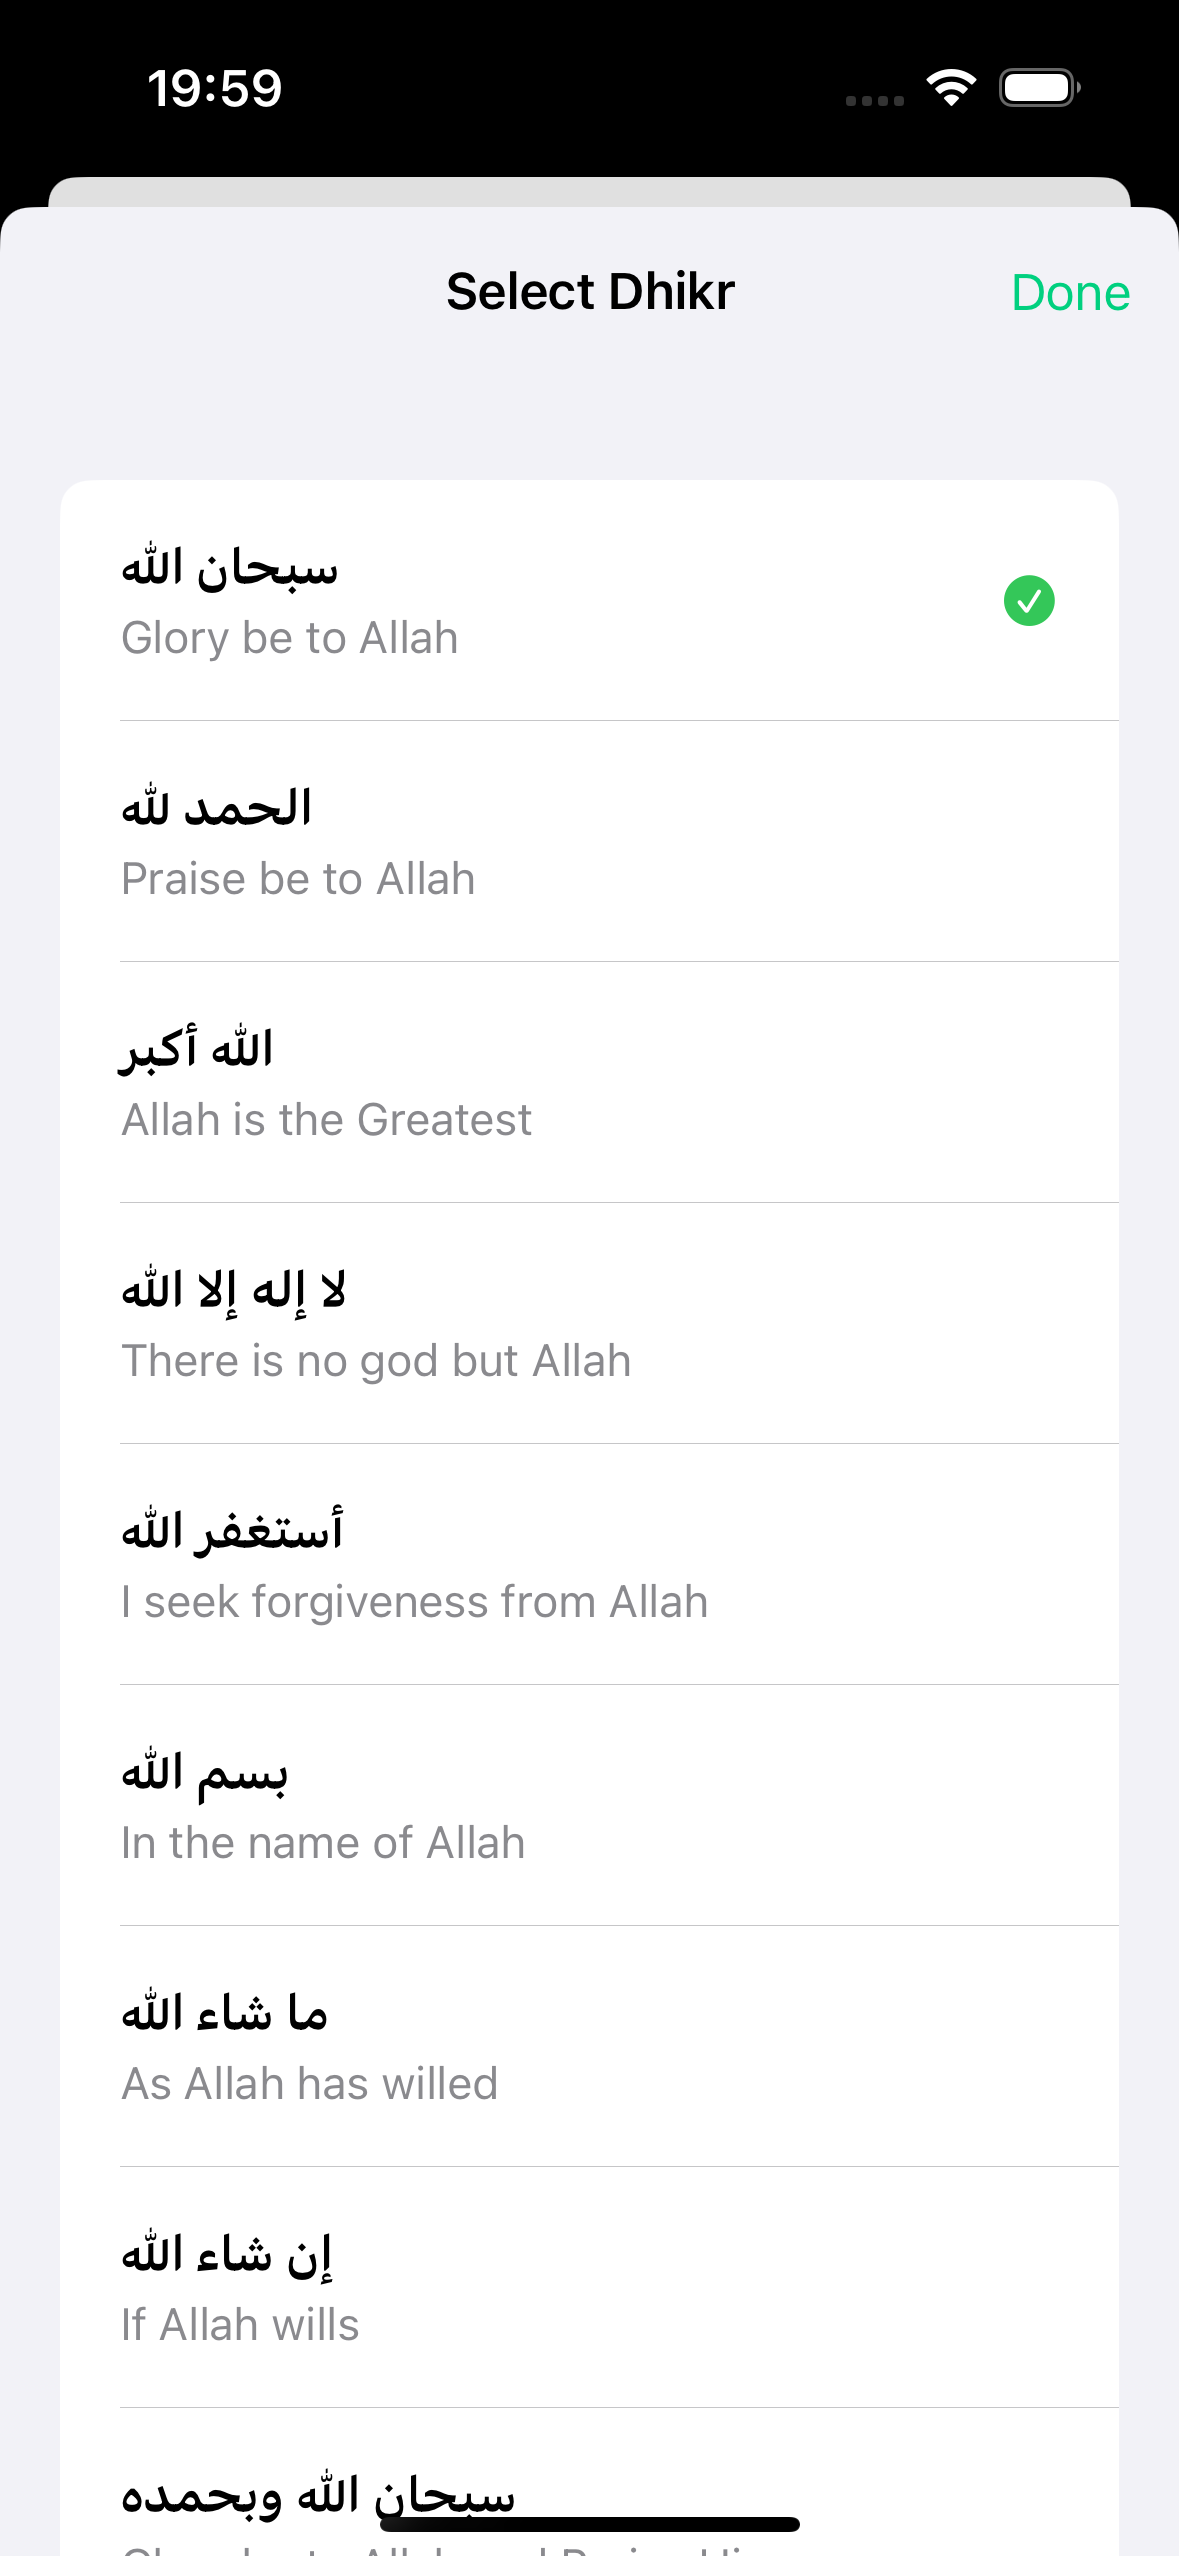 19:59
Select Dhikr
Done
سبحان الله
Glory be to Allah
الحمد لله
Praise be to Allah
الله أكبر
Allah is the Greatest
لا إله إلا الله
There is no god but Allah
أستغفر الله
I seek forgiveness from Allah
بسم الله
In the name of Allah
ما شاء الله
As Allah has willed
إن شاء الله
If Allah wills
سبحان الله وبحمده